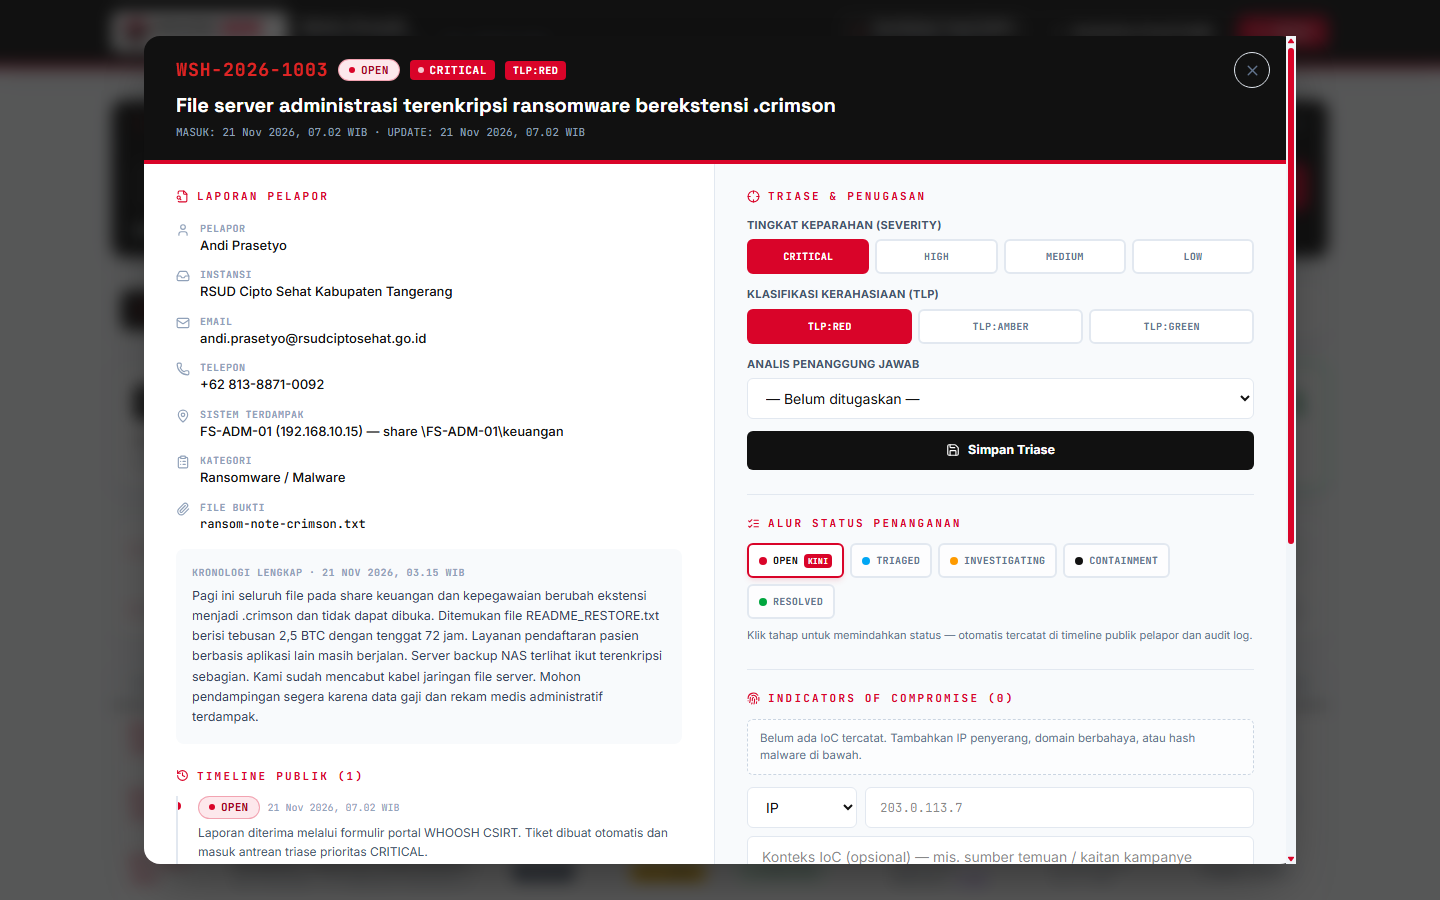 WSH-2026-1003 OPEN CRITICAL TLP:RED
File server administrasi terenkripsi ransomware berekstensi .crimson
MASUK: 21 Nov 2026, 07.02 WIB · UPDATE: 21 Nov 2026, 07.02 WIB
LAPORAN PELAPOR
PELAPOR
Andi Prasetyo
INSTANSI
RSUD Cipto Sehat Kabupaten Tangerang
EMAIL
andi.prasetyo@rsudciptosehat.go.id
TELEPON
+62 813-8871-0092
SISTEM TERDAMPAK
FS-ADM-01 (192.168.10.15) — share \FS-ADM-01\keuangan
KATEGORI
Ransomware / Malware
FILE BUKTI
ransom-note-crimson.txt
KRONOLOGI LENGKAP · 21 NOV 2026, 03.15 WIB
Pagi ini seluruh file pada share keuangan dan kepegawaian berubah ekstensi
menjadi .crimson dan tidak dapat dibuka. Ditemukan file README_RESTORE.txt
berisi tebusan 2,5 BTC dengan tenggat 72 jam. Layanan pendaftaran pasien
berbasis aplikasi lain masih berjalan. Server backup NAS terlihat ikut terenkripsi
sebagian. Kami sudah mencabut kabel jaringan file server. Mohon
pendampingan segera karena data gaji dan rekam medis administratif
terdampak.
TIMELINE PUBLIK (1)
OPEN 21 Nov 2026, 07.02 WIB
Laporan diterima melalui formulir portal WHOOSH CSIRT. Tiket dibuat otomatis dan
masuk antrean triase prioritas CRITICAL.
TRIASE & PENUGASAN
TINGKAT KEPARAHAN (SEVERITY)
CRITICAL HIGH MEDIUM LOW
KLASIFIKASI KERAHASIAAN (TLP)
TLP:RED TLP:AMBER TLP:GREEN
ANALIS PENANGGUNG JAWAB
— Belum ditugaskan —
Simpan Triase
ALUR STATUS PENANGANAN
OPEN KINI TRIAGED INVESTIGATING CONTAINMENT
RESOLVED
Klik tahap untuk memindahkan status — otomatis tercatat di timeline publik pelapor dan audit log.
INDICATORS OF COMPROMISE (0)
Belum ada IoC tercatat. Tambahkan IP penyerang, domain berbahaya, atau hash
malware di bawah.
IP 203.0.113.7
Konteks IoC (opsional) — mis. sumber temuan / kaitan kampanye